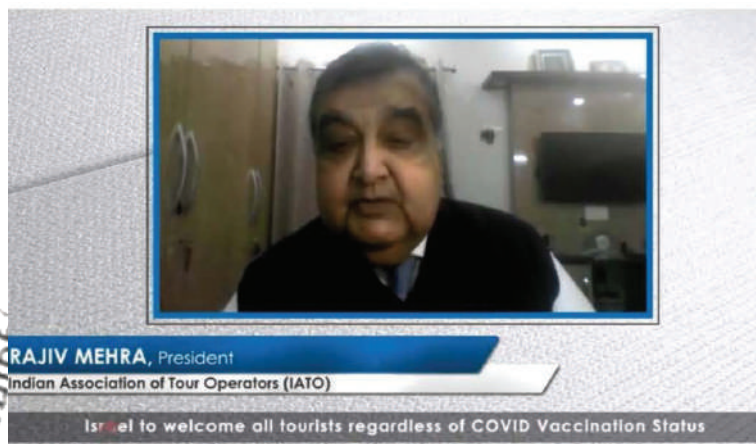 RAJIV MEHRA, President
Indian Association of Tour Operators (IATO)
Israel to welcome all tourists regardless of COVID Vaccination Status